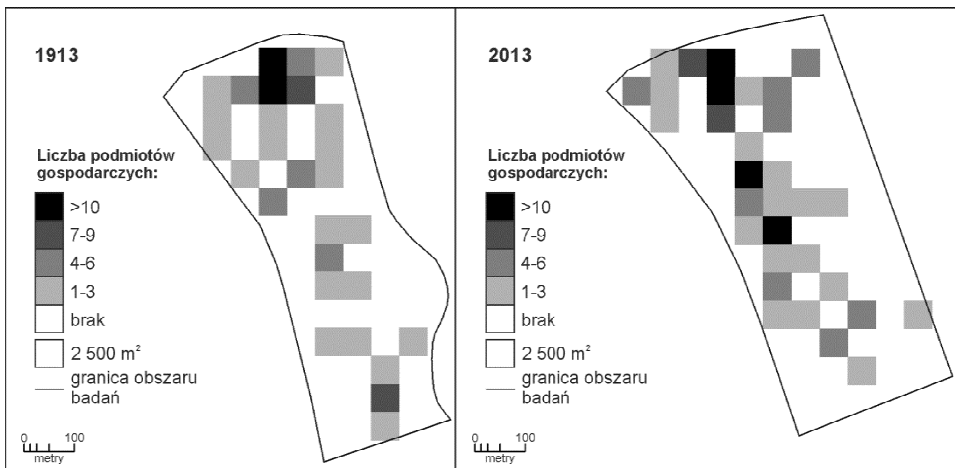 1913
Liczba podmiotów
gospodarczych:
>10
7-9
4-6
1-3
brak
2 500 m²
granica obszaru
badań
0 100
metry
2013
Liczba podmiotów
gospodarczych:
>10
7-9
4-6
1-3
brak
2 500 m²
granica obszaru
badań
0 100
metry